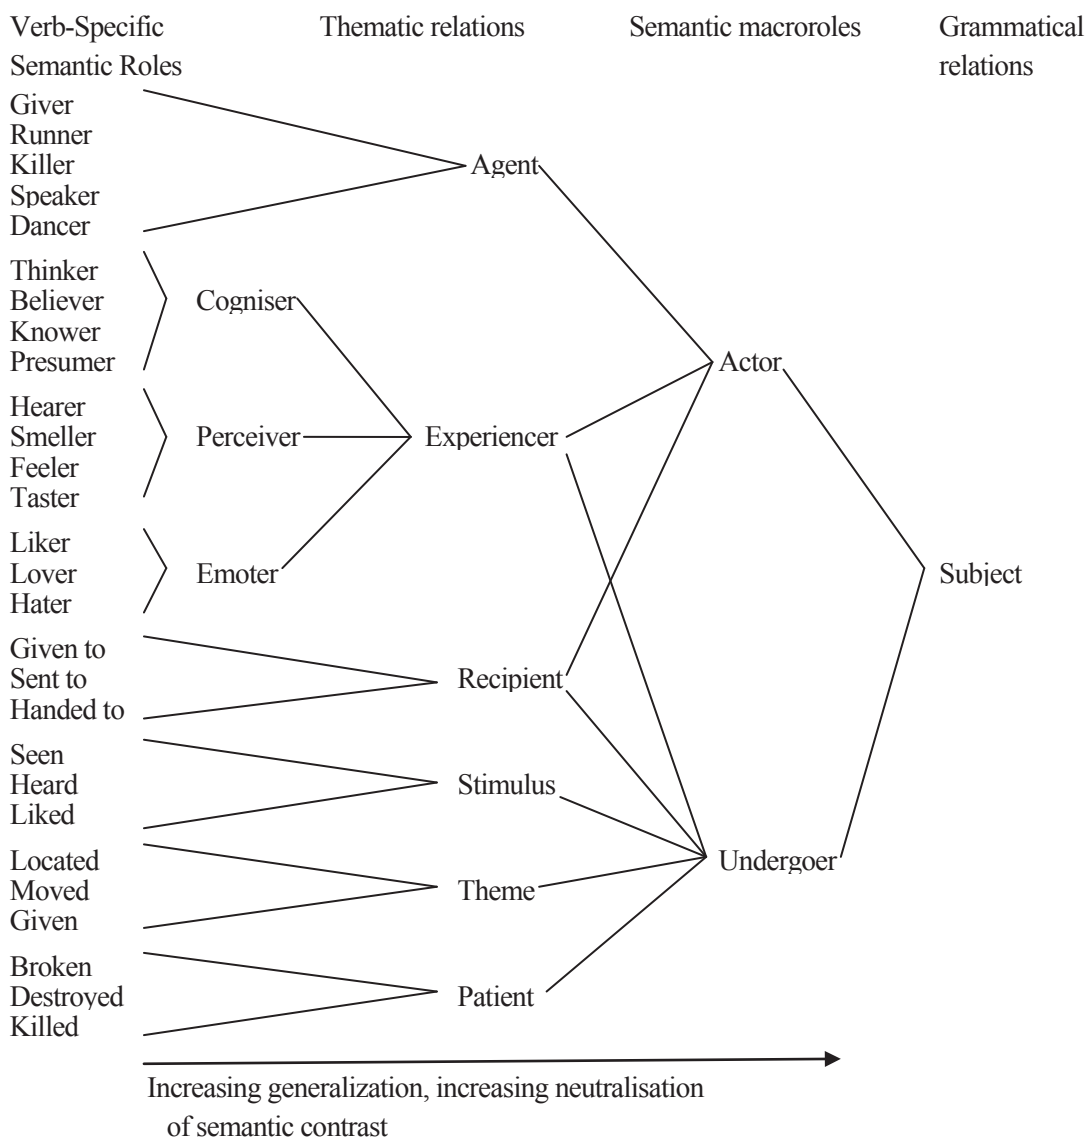 Verb-Specific Thematic relations Semantic macroroles Grammatical
Semantic Roles relations
Giver
Runner
Killer Agent
Speaker
Dancer
Thinker
Believer Cogniser
Knower
Presumer Actor
Hearer
Smeller Perceiver Experiencer
Feeler
Taster
Liker
Lover Emoter Subject
Hater
Given to
Sent to Recipient
Handed to
Seen
Heard Stimulus
Liked
Located Undergoer
Moved Theme
Given
Broken
Destroyed Patient
Killed
Increasing generalization, increasing neutralisation
of semantic contrast